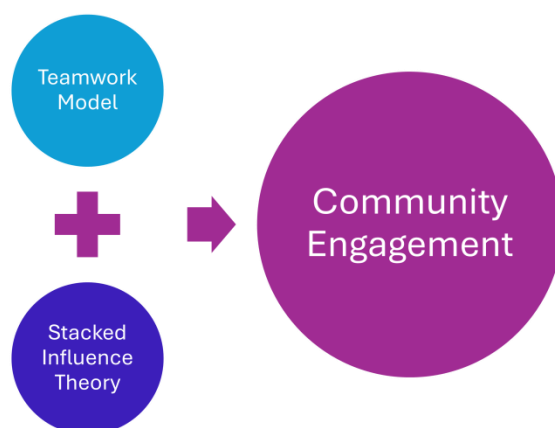 Teamwork
Model
Stacked
Influence
Theory
Community
Engagement